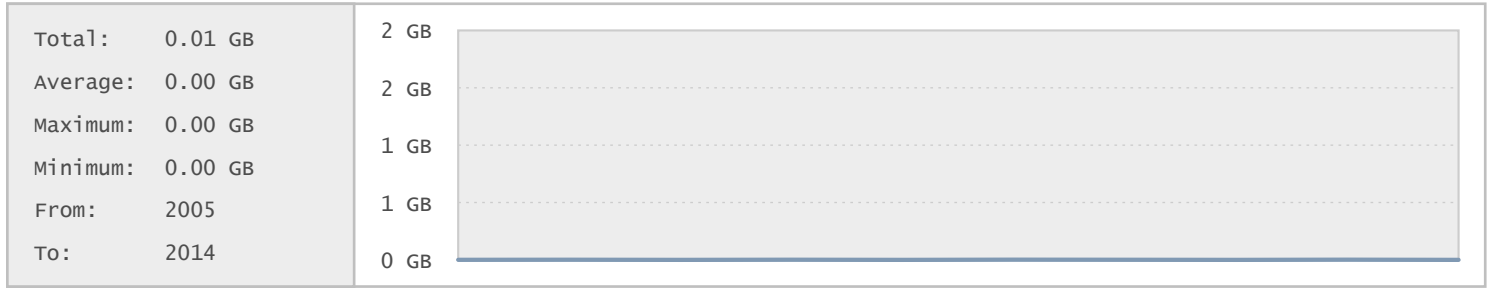 Total: 0.01 GB
Average: 0.00 GB
Maximum: 0.00 GB
Minimum: 0.00 GB
From: 2005
To: 2014
2 GB
2 GB
1 GB
1 GB
0 GB